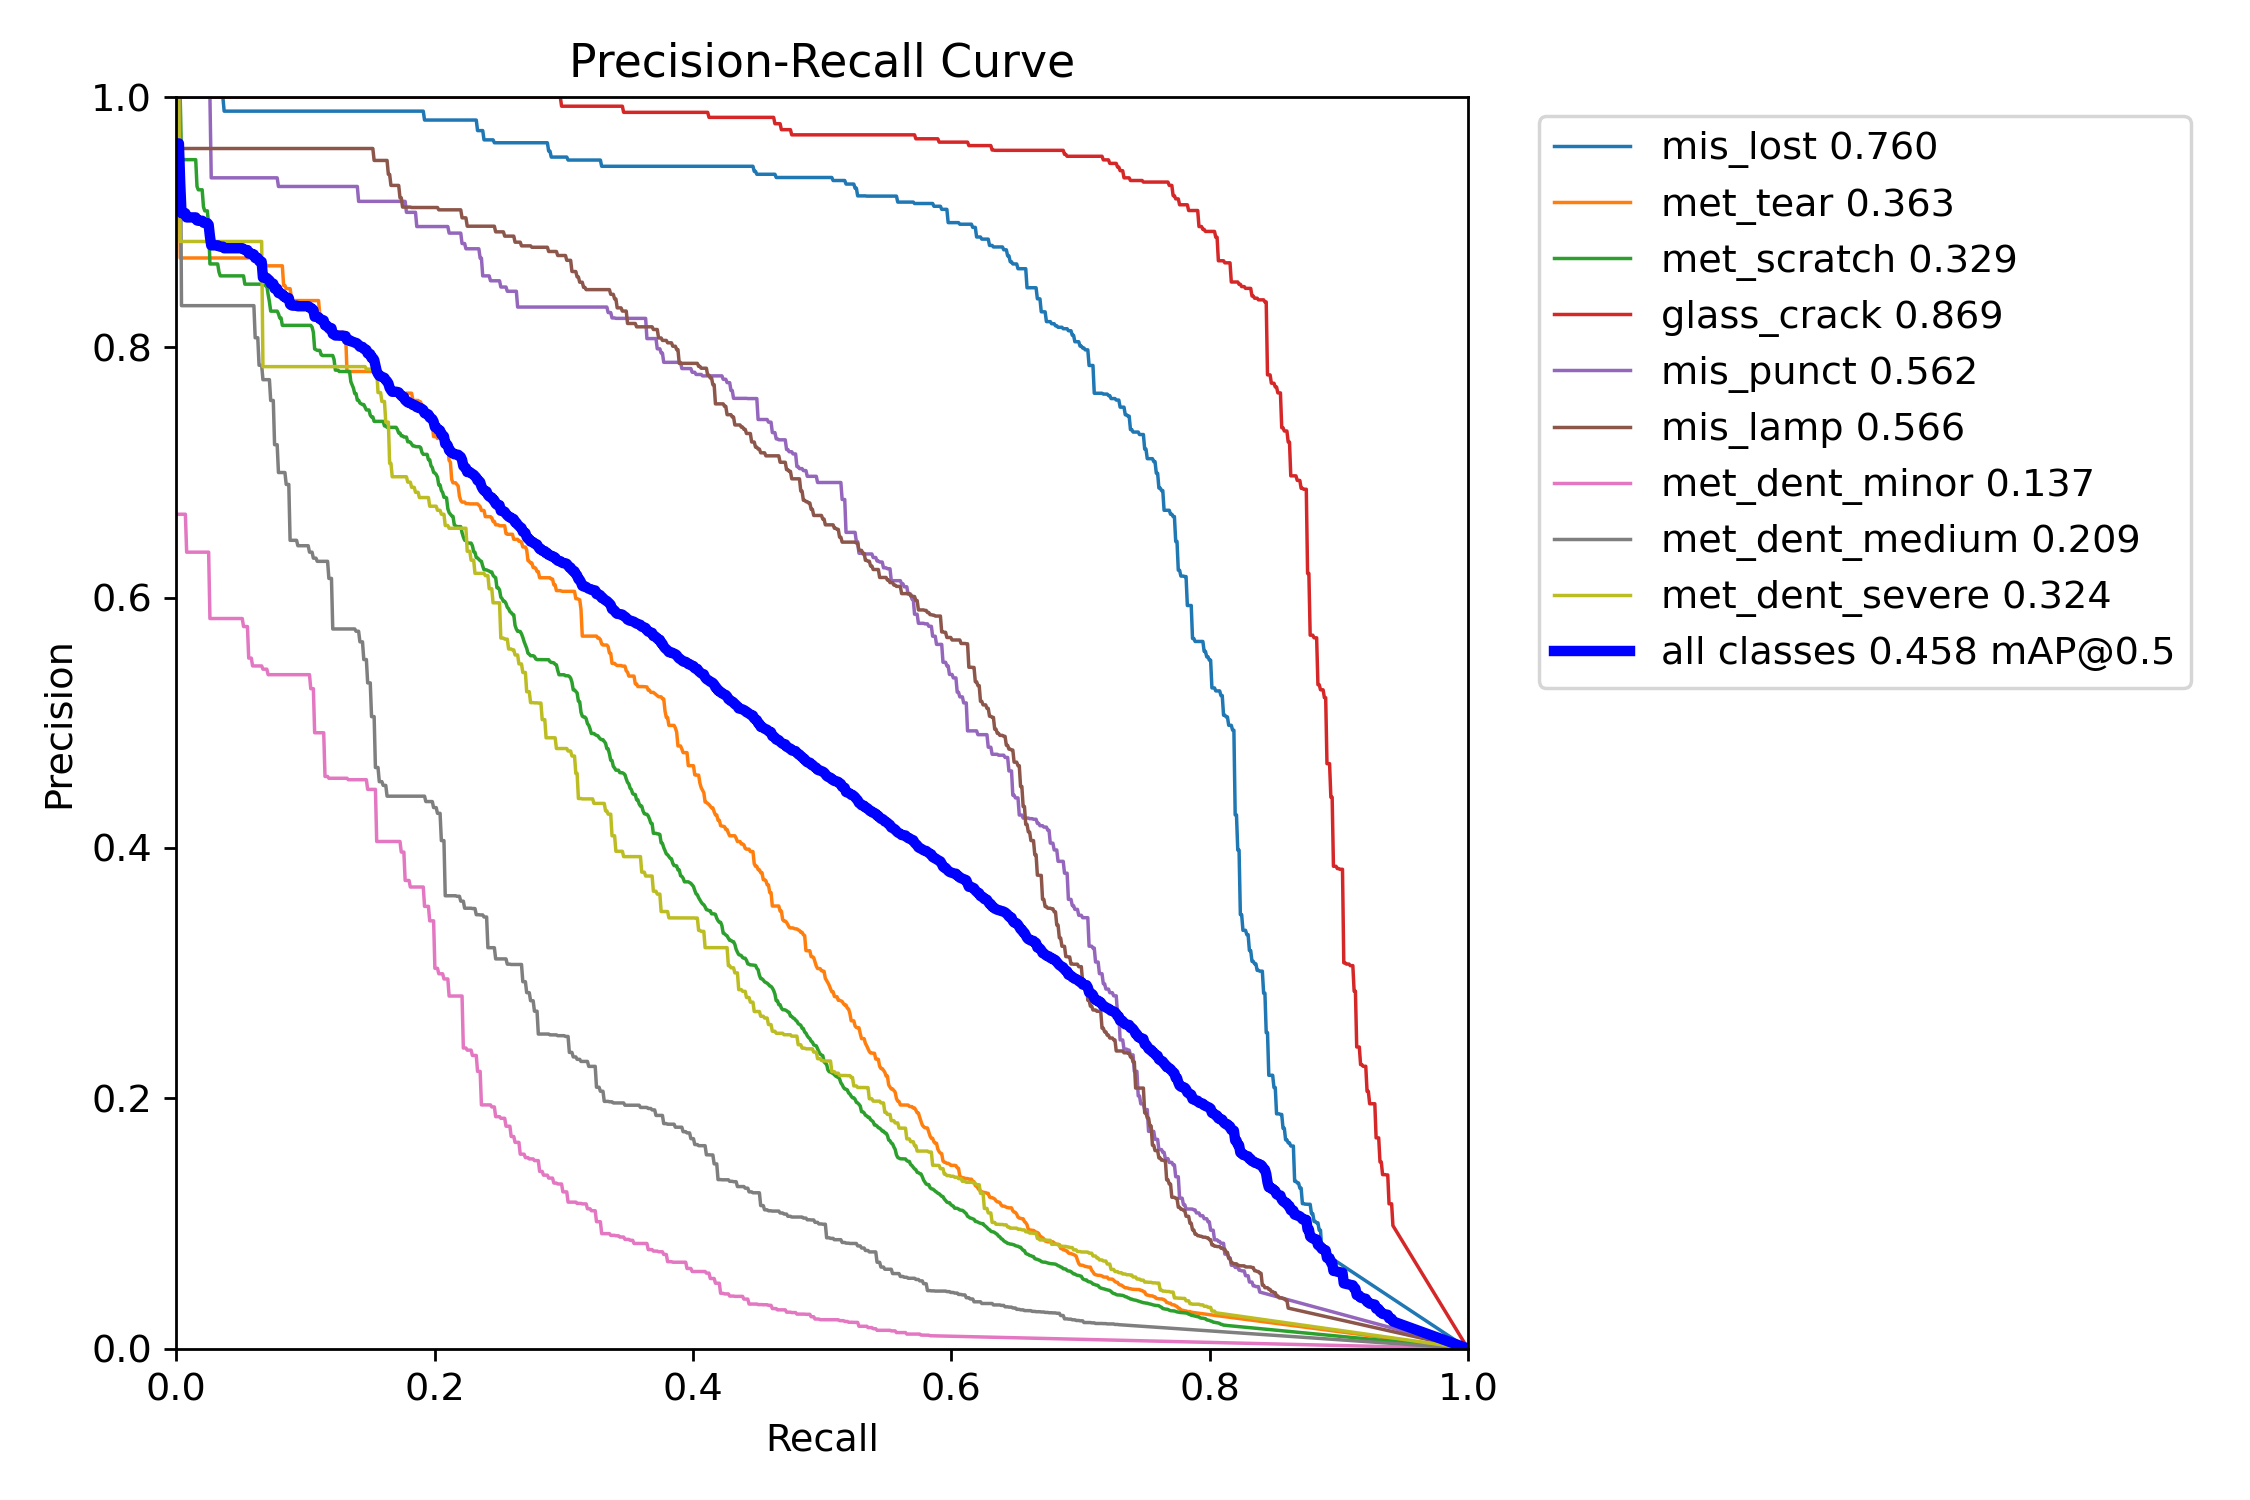 Precision-Recall Curve
1.0
0.8
0.6
0.4
0.2
0.0
Precision
0.0 0.2 0.4 0.6 0.8 1.0
Recall
mis_lost 0.760
met_tear 0.363
met_scratch 0.329
glass_crack 0.869
mis_punct 0.562
mis_lamp 0.566
met_dent_minor 0.137
met_dent_medium 0.209
met_dent_severe 0.324
all classes 0.458 mAP@0.5